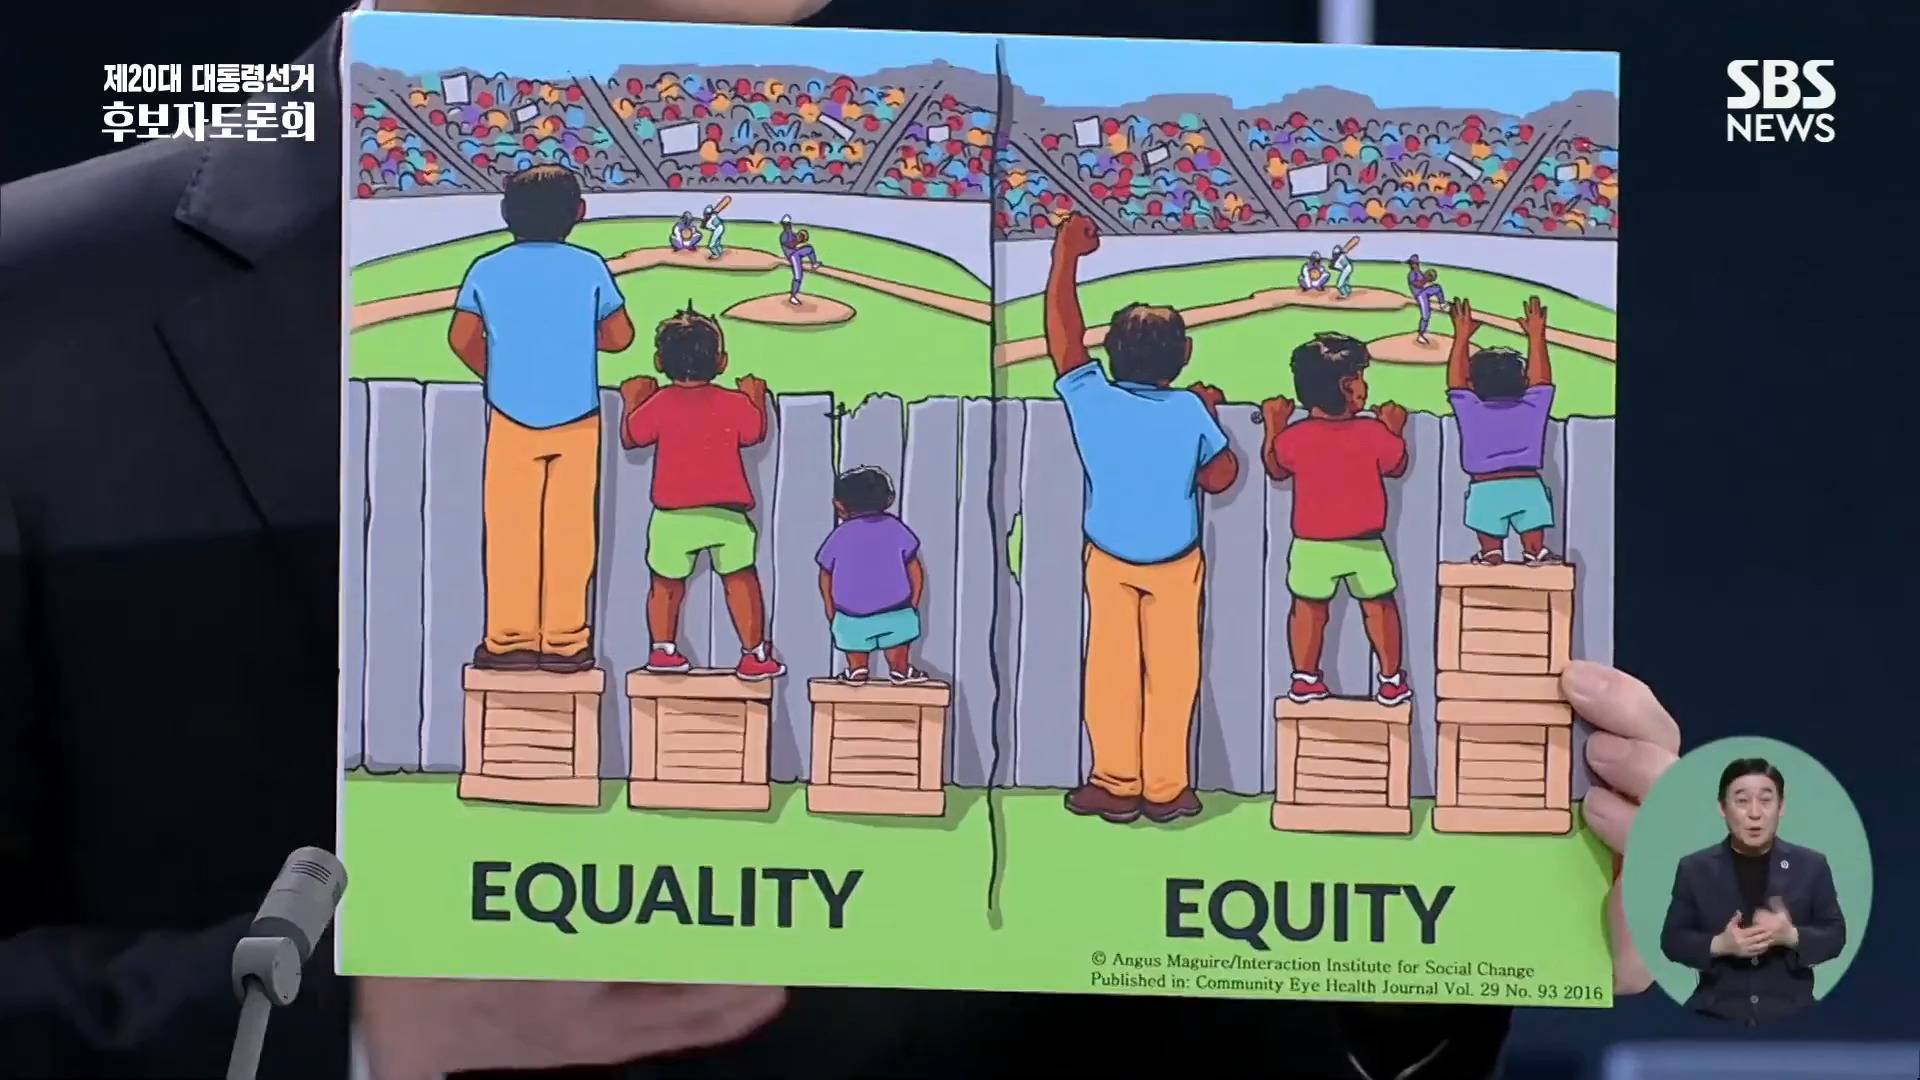 제20대 대통령선거
후보자토론회
SBS
NEWS
EQUALITY
EQUITY
© Angus Maguire/Interaction Institute for Social Change
Published in: Community Eye Health Journal Vol. 29 No. 93 2016